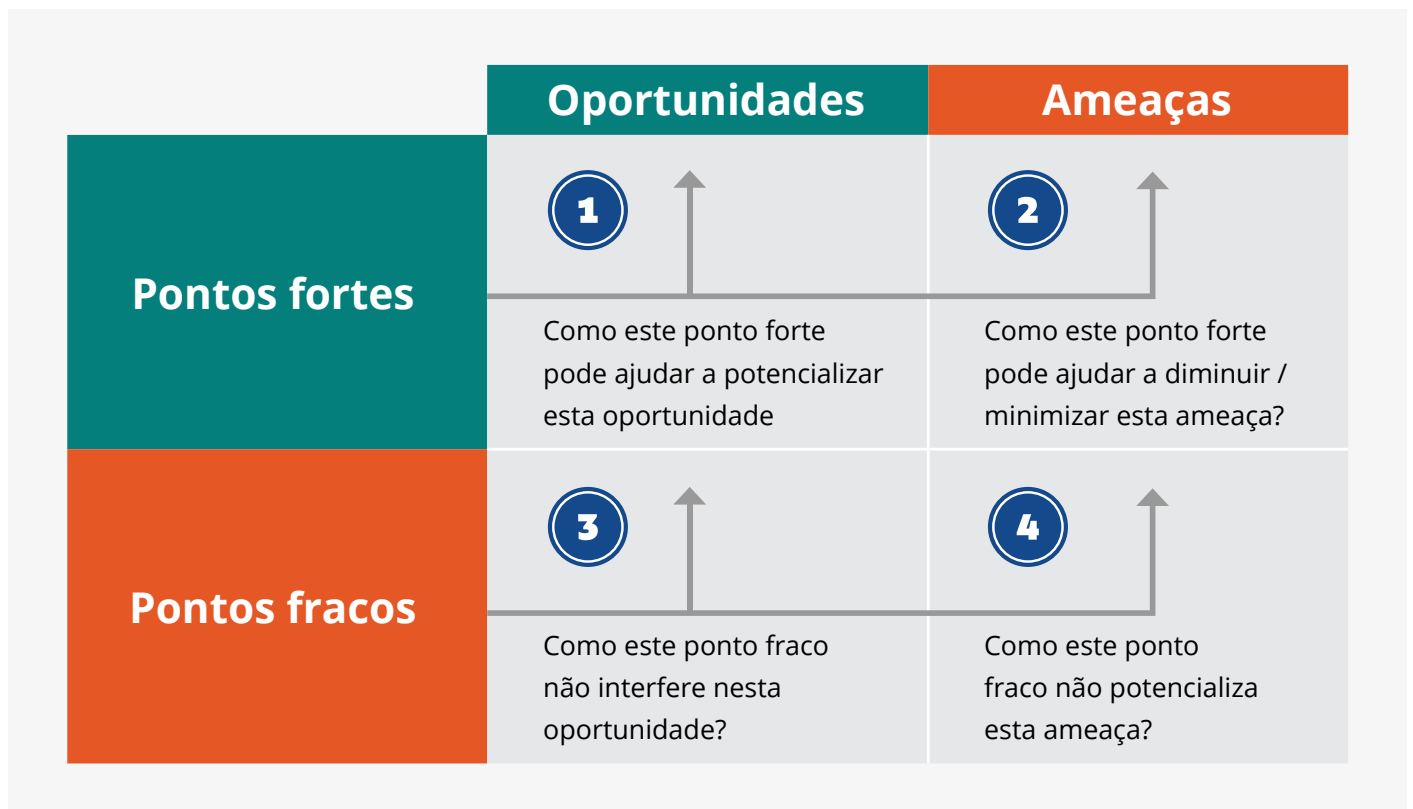 Oportunidades
Ameaças
Pontos fortes
1
Como este ponto forte
pode ajudar a potencializar
esta oportunidade
2
Como este ponto forte
pode ajudar a diminuir /
minimizar esta ameaça?
Pontos fracos
3
Como este ponto fraco
não interfere nesta
oportunidade?
4
Como este ponto
fraco não potencializa
esta ameaça?